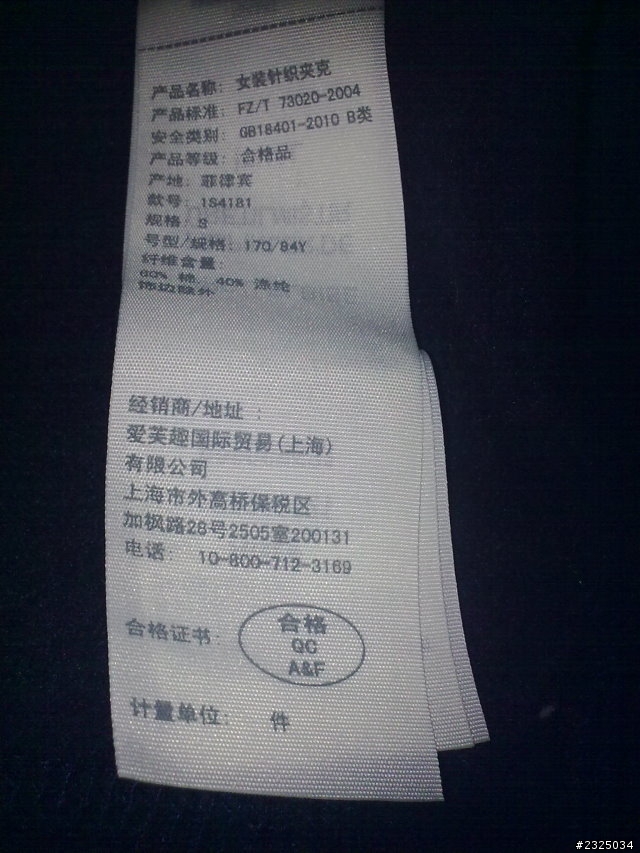 产品名称: 女装针织夹克
产品标准: FZ/T 73020-2004
安全类别: GB18401-2010 B类
产品等级: 合格品
产地: 菲律宾
款号: 1S4181
规格: S
号型/规格: 170/84Y
纤维含量
60% 棉 40% 涤纶
饰边除外
经销商/地址 :
爱芙趣国际贸易(上海)
有限公司
上海市外高桥保税区
加枫路28号2505室200131
电话: 10-800-712-3169
合格证书:
合格
QC
A&F
计量单位: 件
#2325034